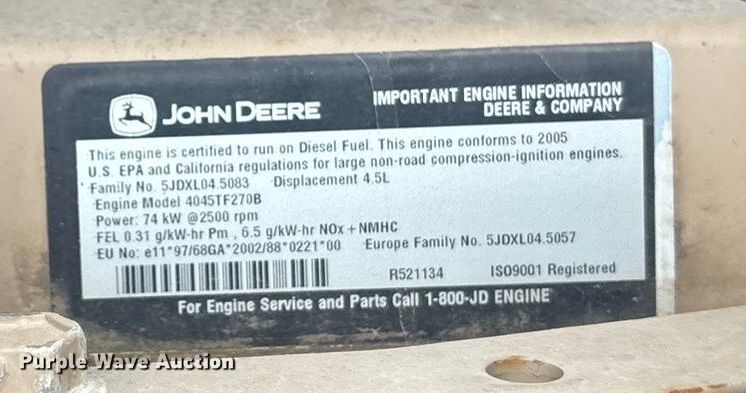 JOHN DEERE
IMPORTANT ENGINE INFORMATION
DEERE & COMPANY
This engine is certified to run on Diesel Fuel. This engine conforms to 2005
U.S. EPA and California regulations for large non-road compression-ignition engines.
Family No. 5JDXL04.5083 Displacement 4.5L
Engine Model 4045TF270B
Power: 74 kW @2500 rpm
FEL 0.31 g/kW-hr Pm , 6.5 g/kW-hr NOx + NMHC
EU No: e11*97/68GA*2002/88*0221*00 Europe Family No. 5JDXL04.5057
R521134 ISO9001 Registered
For Engine Service and Parts Call 1-800-JD ENGINE
Purple Wave Auction